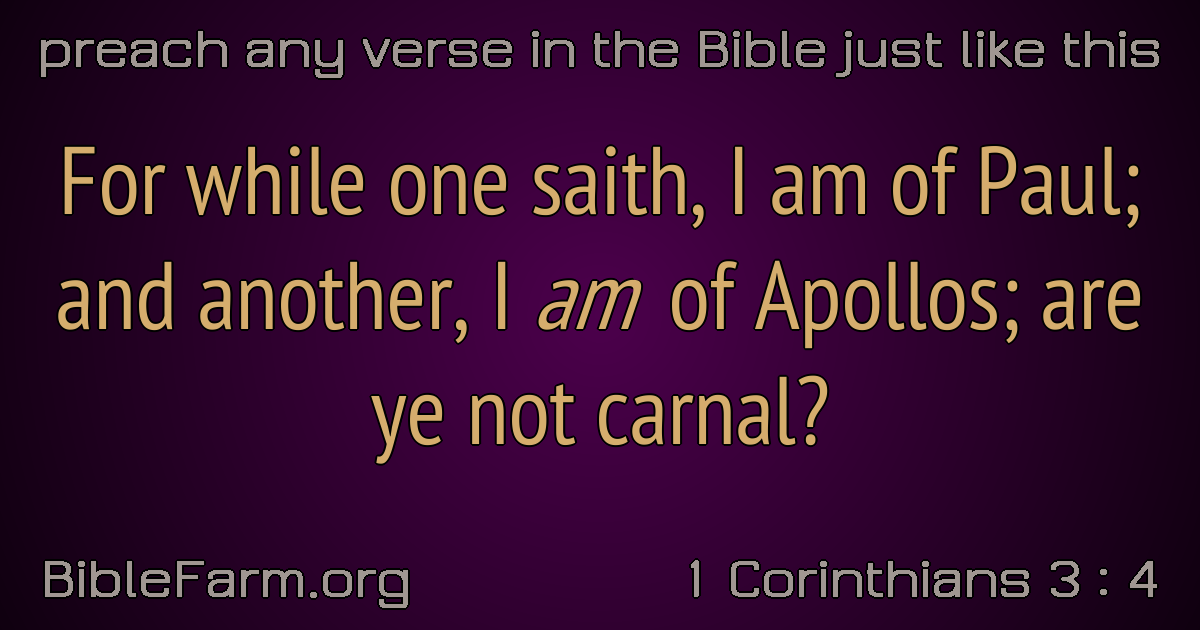 preach any verse in the Bible just like this
For while one saith, I am of Paul;
and another, I am of Apollos; are
ye not carnal?
BibleFarm.org
1 Corinthians 3 : 4